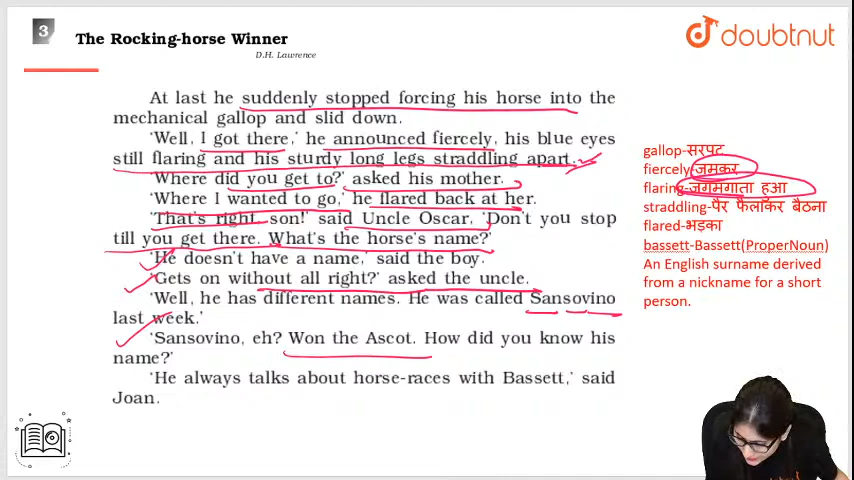 3
The Rocking-horse Winner
D.H. Lawrence
doubtnut
At last he suddenly stopped forcing his horse into the
mechanical gallop and slid down.
'Well, I got there,' he announced fiercely, his blue eyes
still flaring and his sturdy long legs straddling apart.
'Where did you get to?' asked his mother.
'Where I wanted to go,' he flared back at her.
'That's right son!' said Uncle Oscar. 'Don't you stop
till you get there. What's the horse's name?'
'He doesn't have a name,' said the boy.
'Gets on without all right?' asked the uncle.
'Well, he has different names. He was called Sansovino
last week.'
'Sansovino, eh? Won the Ascot. How did you know his
name?'
'He always talks about horse-races with Bassett,' said
Joan.
gallop-सरपट
fiercely-जमकर
flaring-जगमगाता हुआ
straddling-पैर फैलाकर बैठना
flared-भड़का
bassett-Bassett(ProperNoun)
An English surname derived
from a nickname for a short
person.